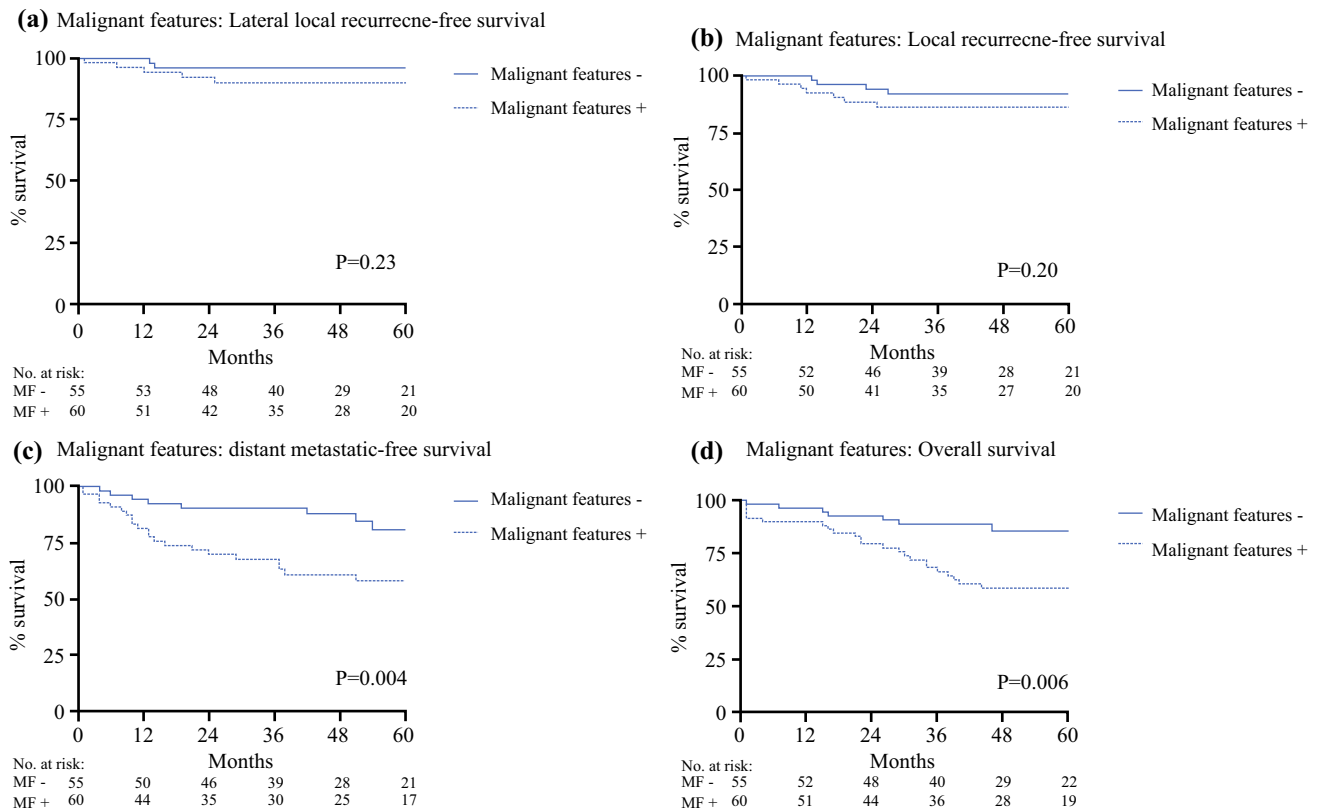 (a) Malignant features: Lateral local recurrecne-free survival
100
75
50
25
0
% survival
Malignant features -
Malignant features +
P=0.23
0 12 24 36 48 60
Months
No. at risk:
MF - 55 53 48 40 29 21
MF + 60 51 42 35 28 20
(b) Malignant features: Local recurrecne-free survival
100
75
50
25
0
% survival
Malignant features -
Malignant features +
P=0.20
0 12 24 36 48 60
Months
No. at risk:
MF - 55 52 46 39 28 21
MF + 60 50 41 35 27 20
(c) Malignant features: distant metastatic-free survival
100
75
50
25
0
% survival
Malignant features -
Malignant features +
P=0.004
0 12 24 36 48 60
Months
No. at risk:
MF - 55 50 46 39 28 21
MF + 60 44 35 30 25 17
(d) Malignant features: Overall survival
100
75
50
25
0
% survival
Malignant features -
Malignant features +
P=0.006
0 12 24 36 48 60
Months
No. at risk:
MF - 55 52 48 40 29 22
MF + 60 51 44 36 28 19